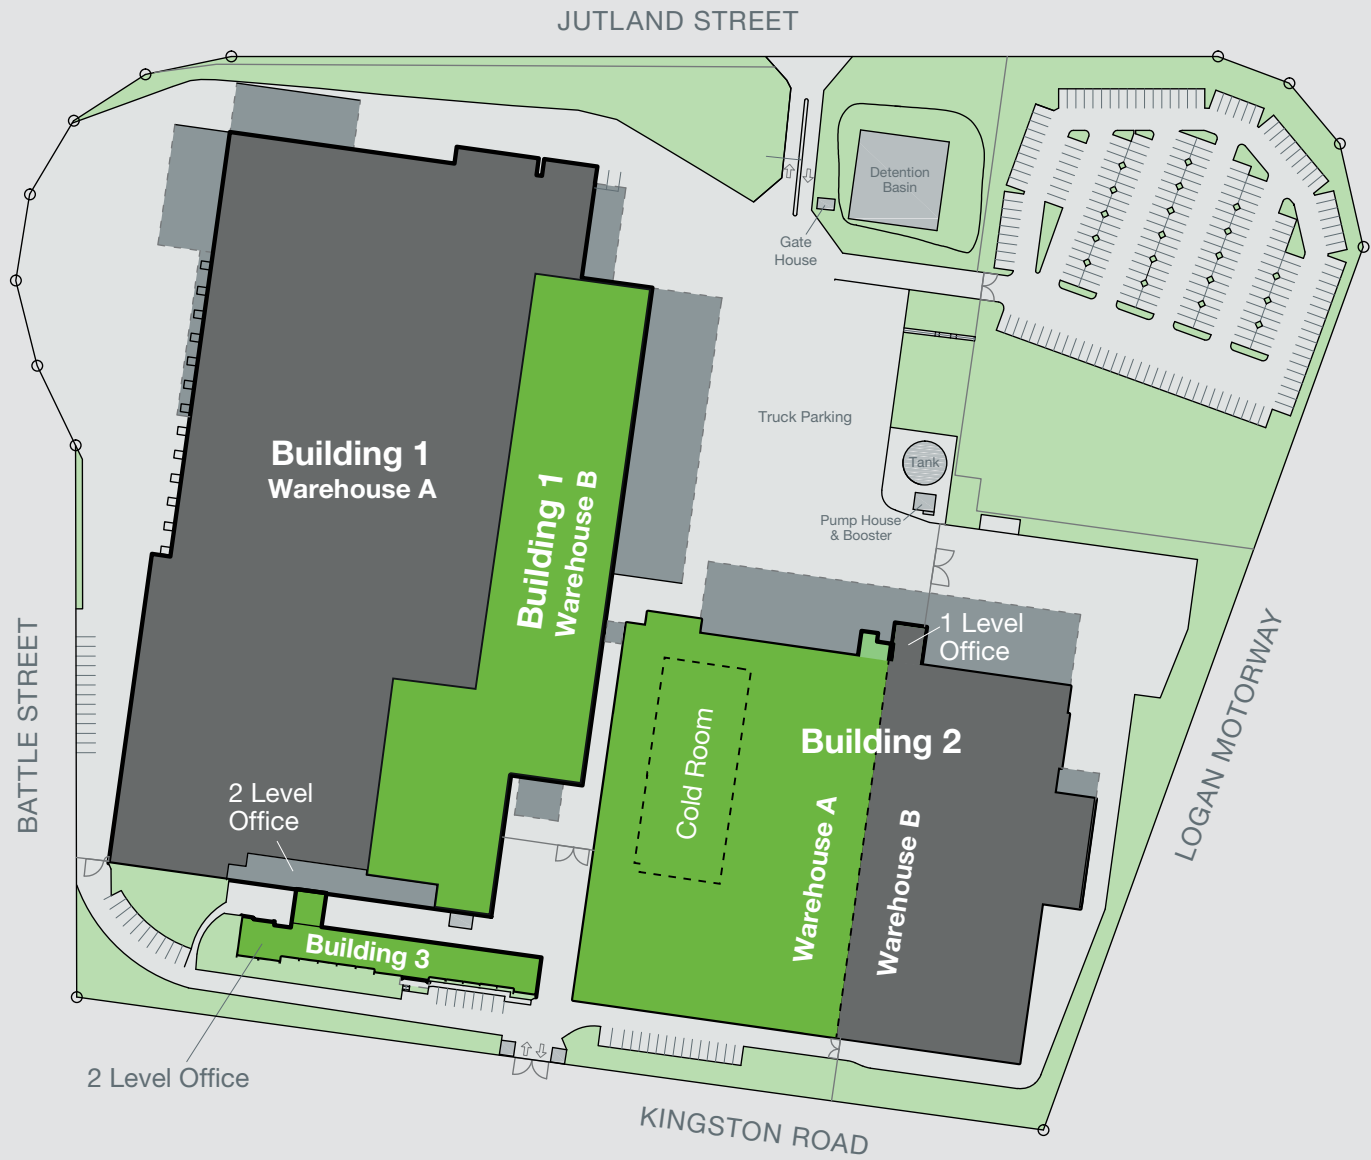 JUTLAND STREET
Detention
Basin
Gate
House
Truck Parking
Tank
Pump House
& Booster
Building 1
Warehouse A
Building 1
Warehouse B
1 Level
Office
BATTLE STREET
LOGAN MOTORWAY
Cold Room
Building 2
Warehouse A
Warehouse B
2 Level
Office
Building 3
2 Level Office
KINGSTON ROAD